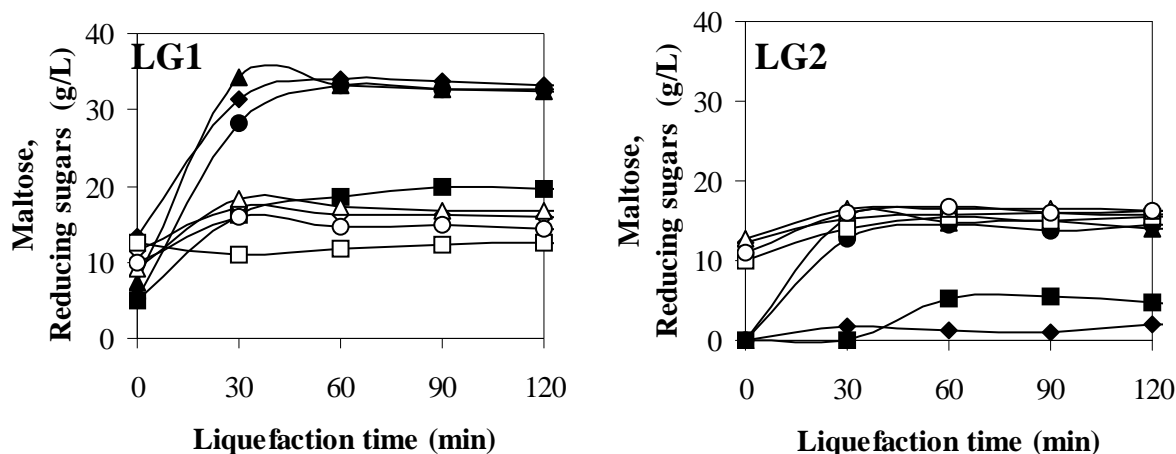 LG1
Maltose,
Reducing sugars (g/L)
40
30
20
10
0
0 30 60 90 120
Liquefaction time (min)
LG2
Maltose,
Reducing sugars (g/L)
40
30
20
10
0
0 30 60 90 120
Liquefaction time (min)